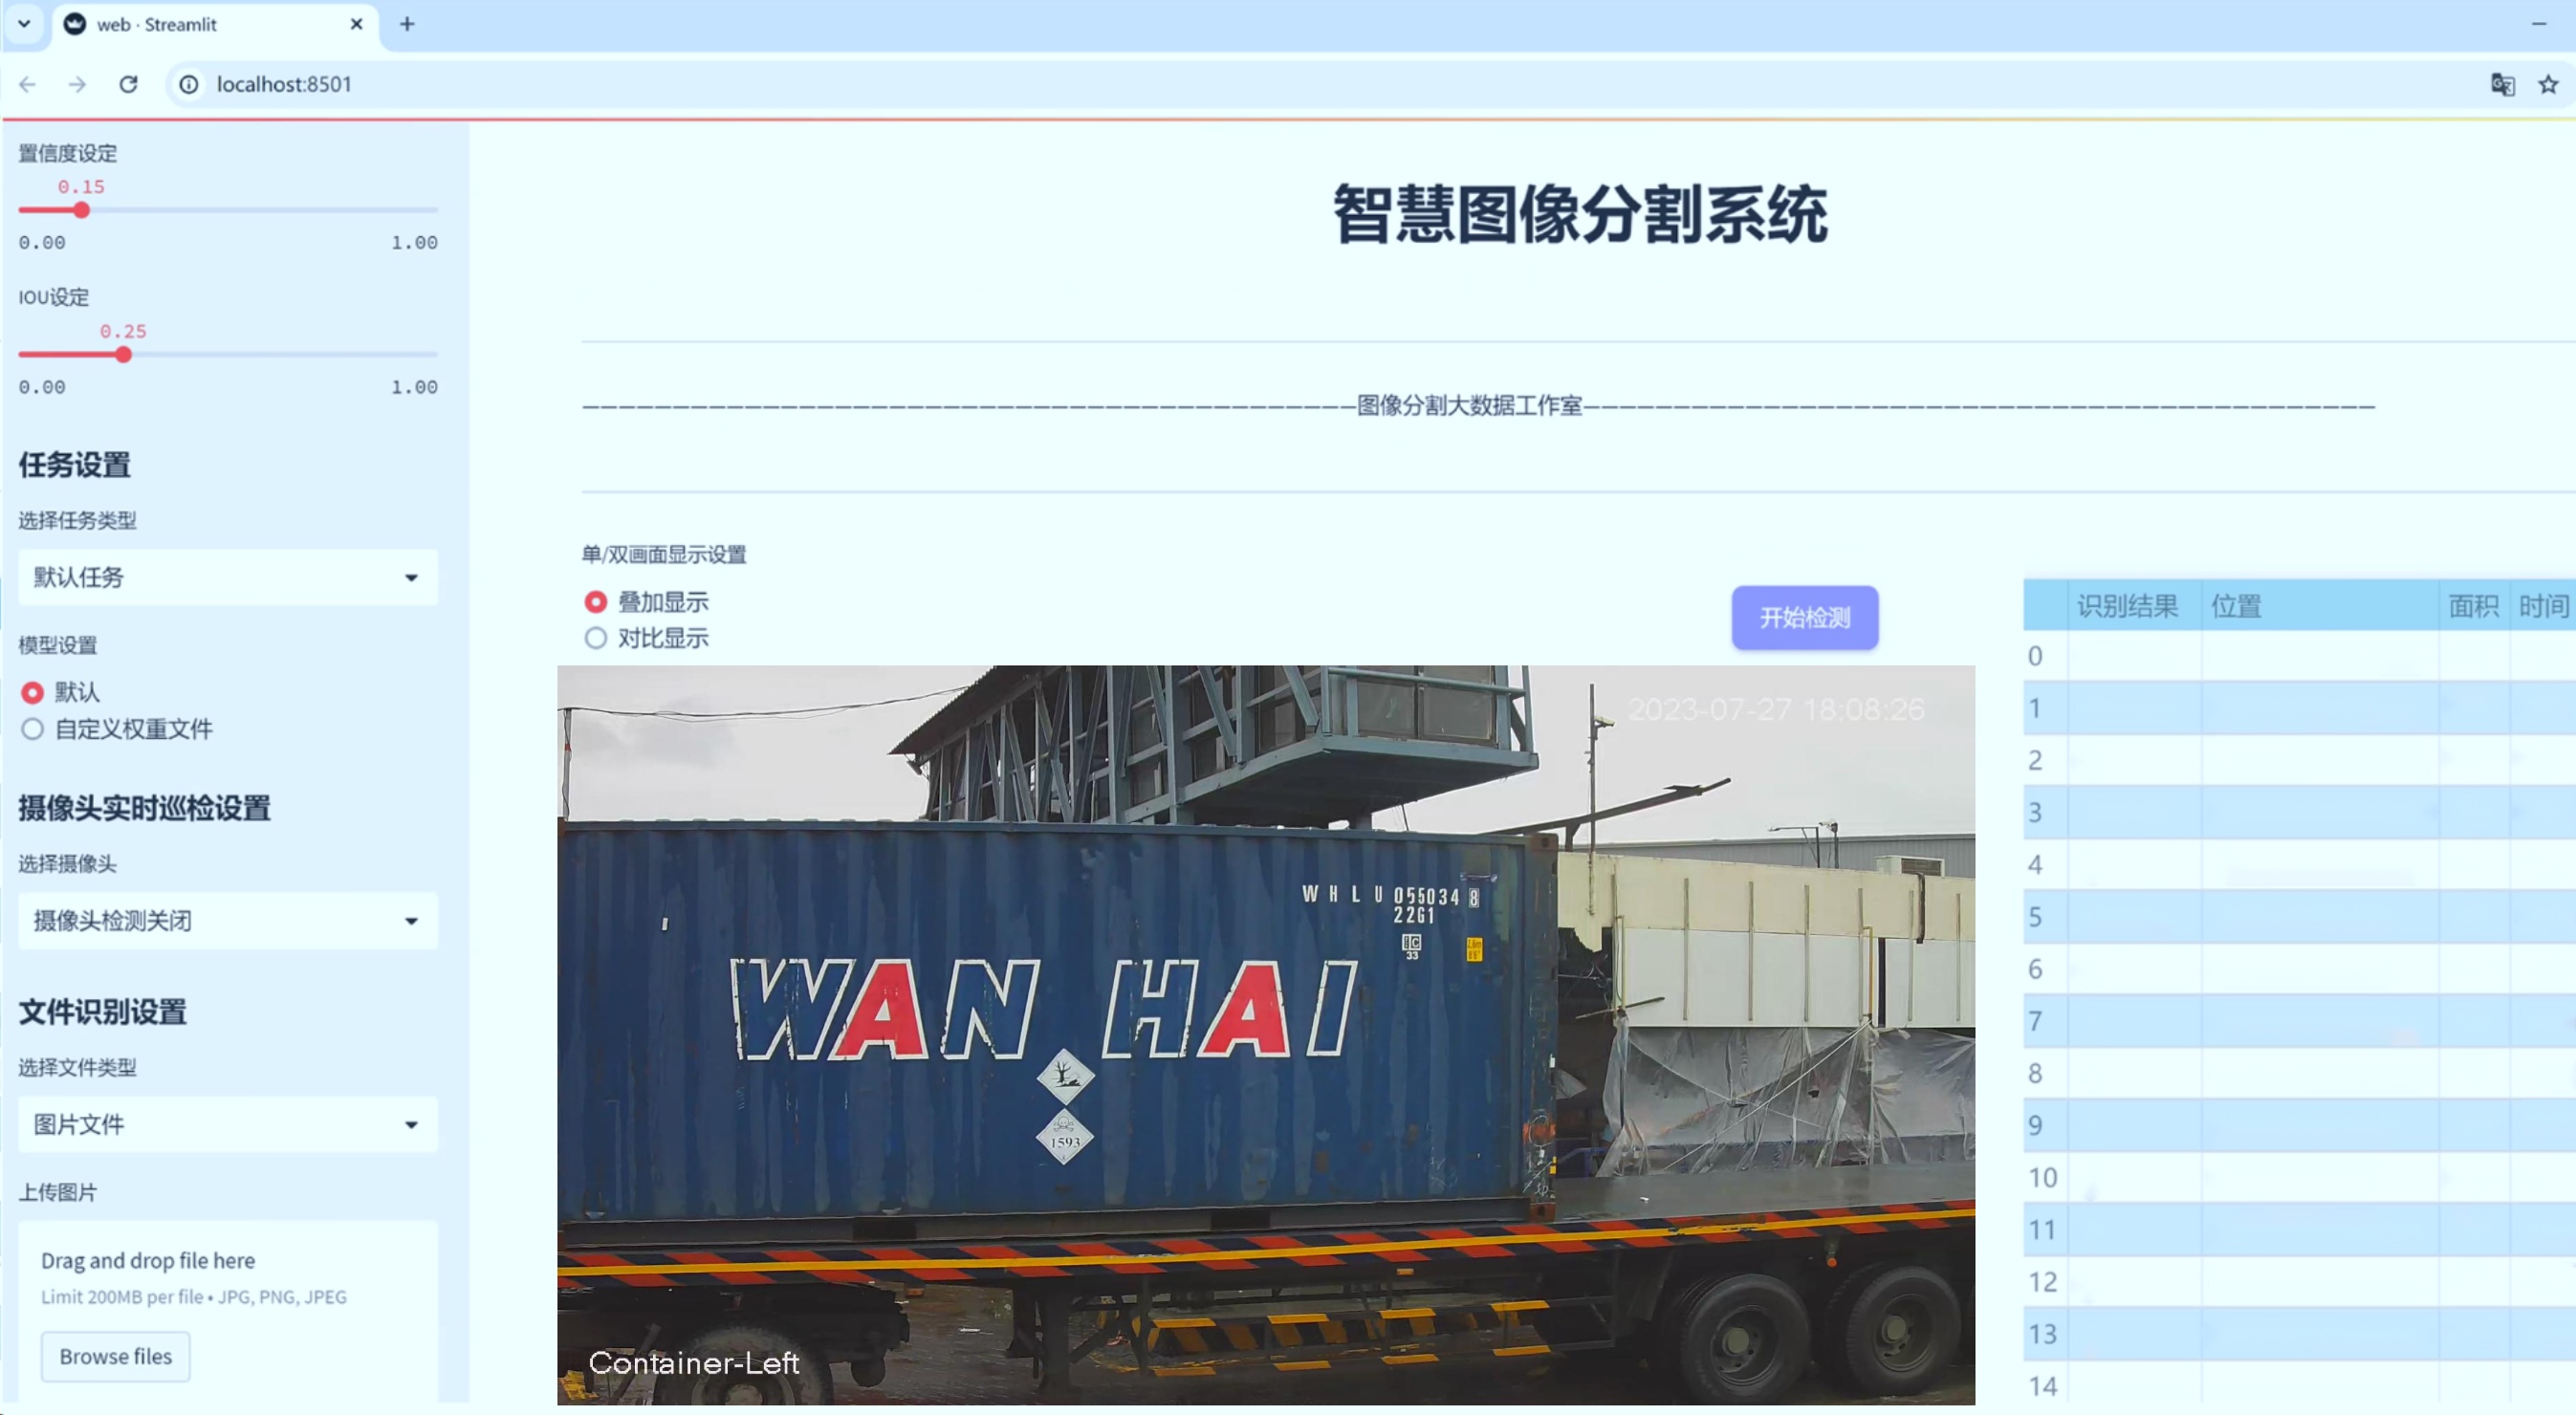 web · Streamlit
localhost:8501
置信度设定
0.15
0.00 1.00
IOU设定
0.25
0.00 1.00
任务设置
选择任务类型
默认任务
模型设置
默认
自定义权重文件
摄像头实时巡检设置
选择摄像头
摄像头检测关闭
文件识别设置
选择文件类型
图片文件
上传图片
Drag and drop file here
Limit 200MB per file • JPG, PNG, JPEG
Browse files
智慧图像分割系统
图像分割大数据工作室
单/双画面显示设置
叠加显示
对比显示
开始检测
2023-07-27 18:08:26
WHLU 055034 8
22G1
33
WAN HAI
1593
Container-Left
识别结果 位置 面积 时间
0
1
2
3
4
5
6
7
8
9
10
11
12
13
14